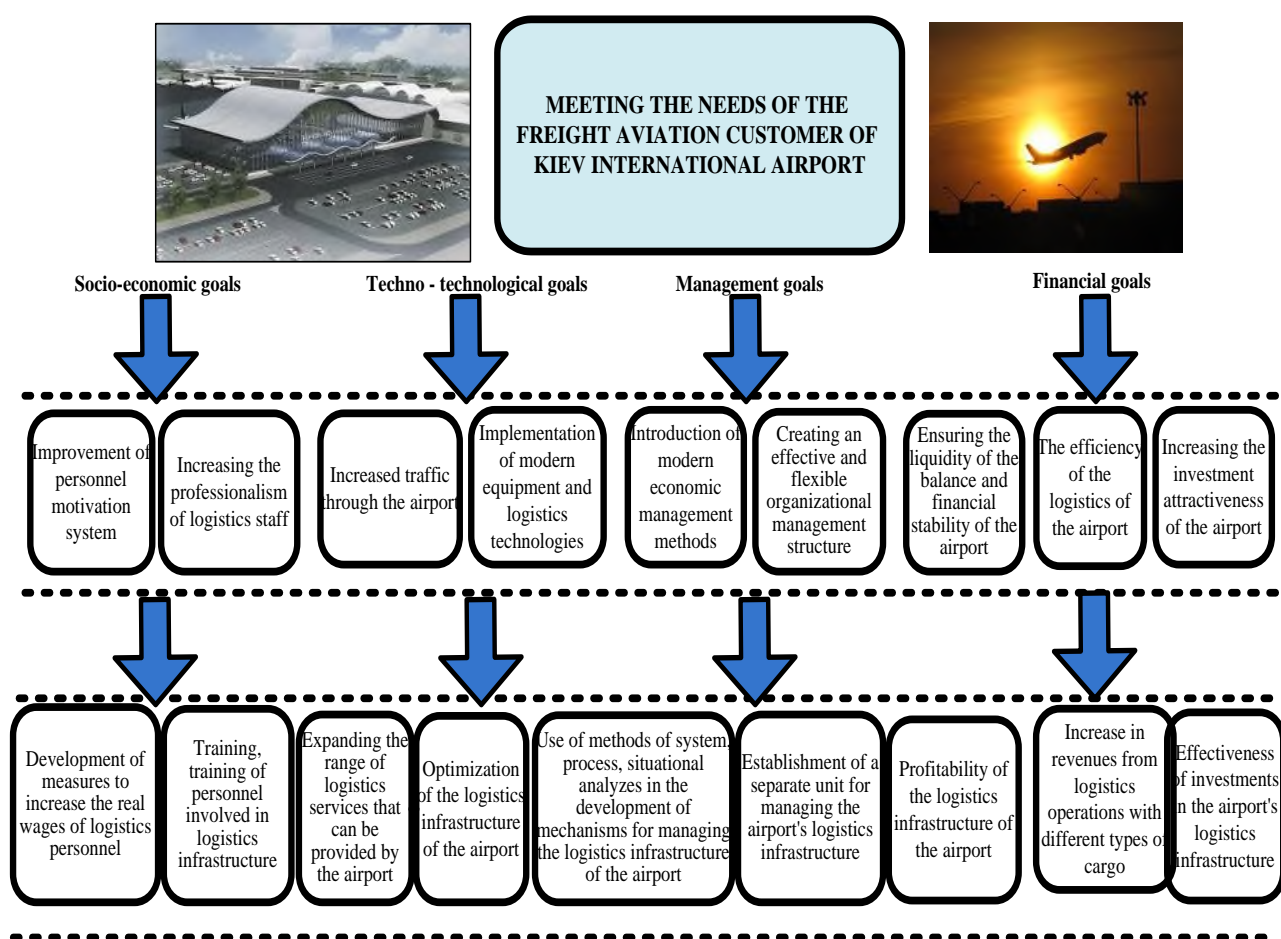 MEETING THE NEEDS OF THE
FREIGHT AVIATION CUSTOMER OF
KIEV INTERNATIONAL AIRPORT
Socio-economic goals
Techno - technological goals
Management goals
Financial goals
Improvement of
personnel
motivation
system
Increasing the
professionalism
of logistics staff
Increased traffic
through the airport
Implementation
of modern
equipment and
logistics
technologies
Introduction of
modern
economic
management
methods
Creating an
effective and
flexible
organizational
management
structure
Ensuring the
liquidity of the
balance and
financial
stability of the
airport
The efficiency
of the
logistics of
the airport
Increasing the
investment
attractiveness
of the airport
Development of
measures to
increase the real
wages of logistics
personnel
Training,
training of
personnel
involved in
logistics
infrastructure
Expanding the
range of
logistics
services that
can be
provided by
the airport
Optimization
of the logistics
infrastructure
of the airport
Use of methods of system,
process, situational
analyzes in the
development of
mechanisms for managing
the logistics infrastructure
of the airport
Establishment of a
separate unit for
managing the
airport's logistics
infrastructure
Profitability of
the logistics
infrastructure of
the airport
Increase in
revenues from
logistics
operations with
different types of
cargo
Effectiveness
of investments
in the airport's
logistics
infrastructure